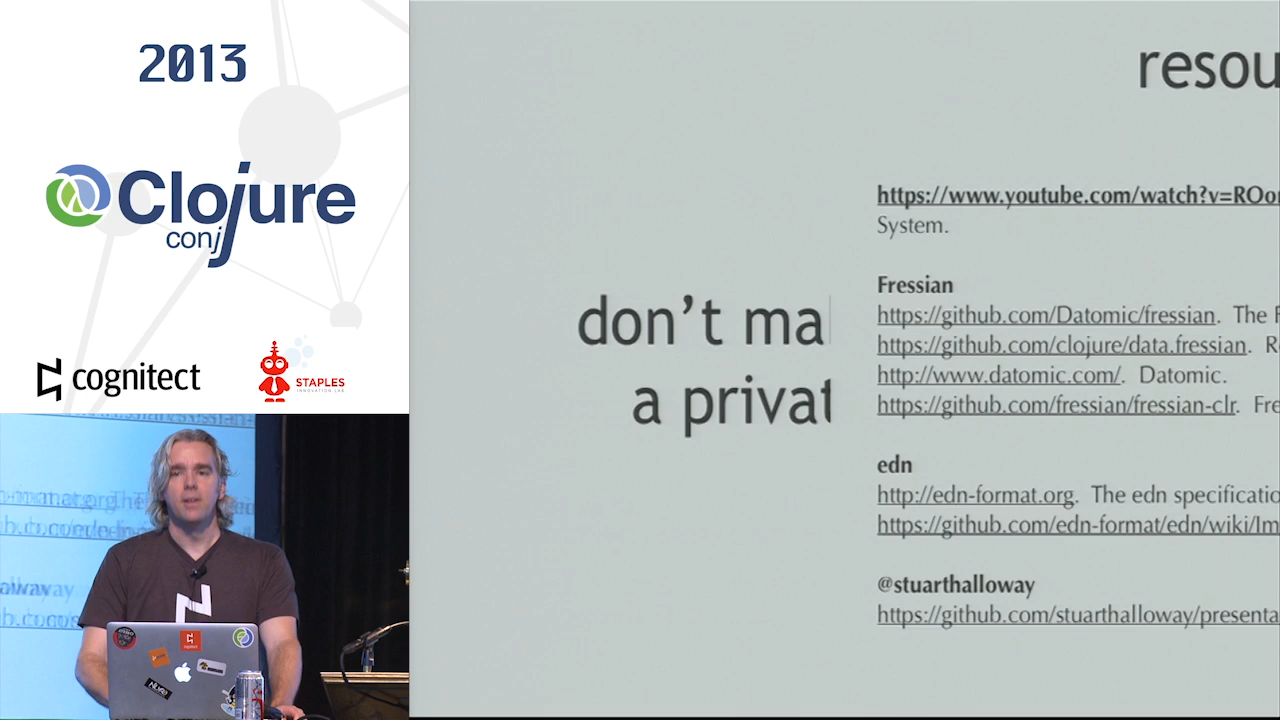 2013
Clojure
conj
cognitect
STAPLES
INNOVATION LAB
don't ma
a privat
resou
https://www.youtube.com/watch?v=ROor
System.
Fressian
https://github.com/Datomic/fressian. The F
https://github.com/clojure/data.fressian. R
http://www.datomic.com/. Datomic.
https://github.com/fressian/fressian-clr. Fre
edn
http://edn-format.org. The edn specificatio
https://github.com/edn-format/edn/wiki/Im
@stuarthalloway
https://github.com/stuarthalloway/presenta